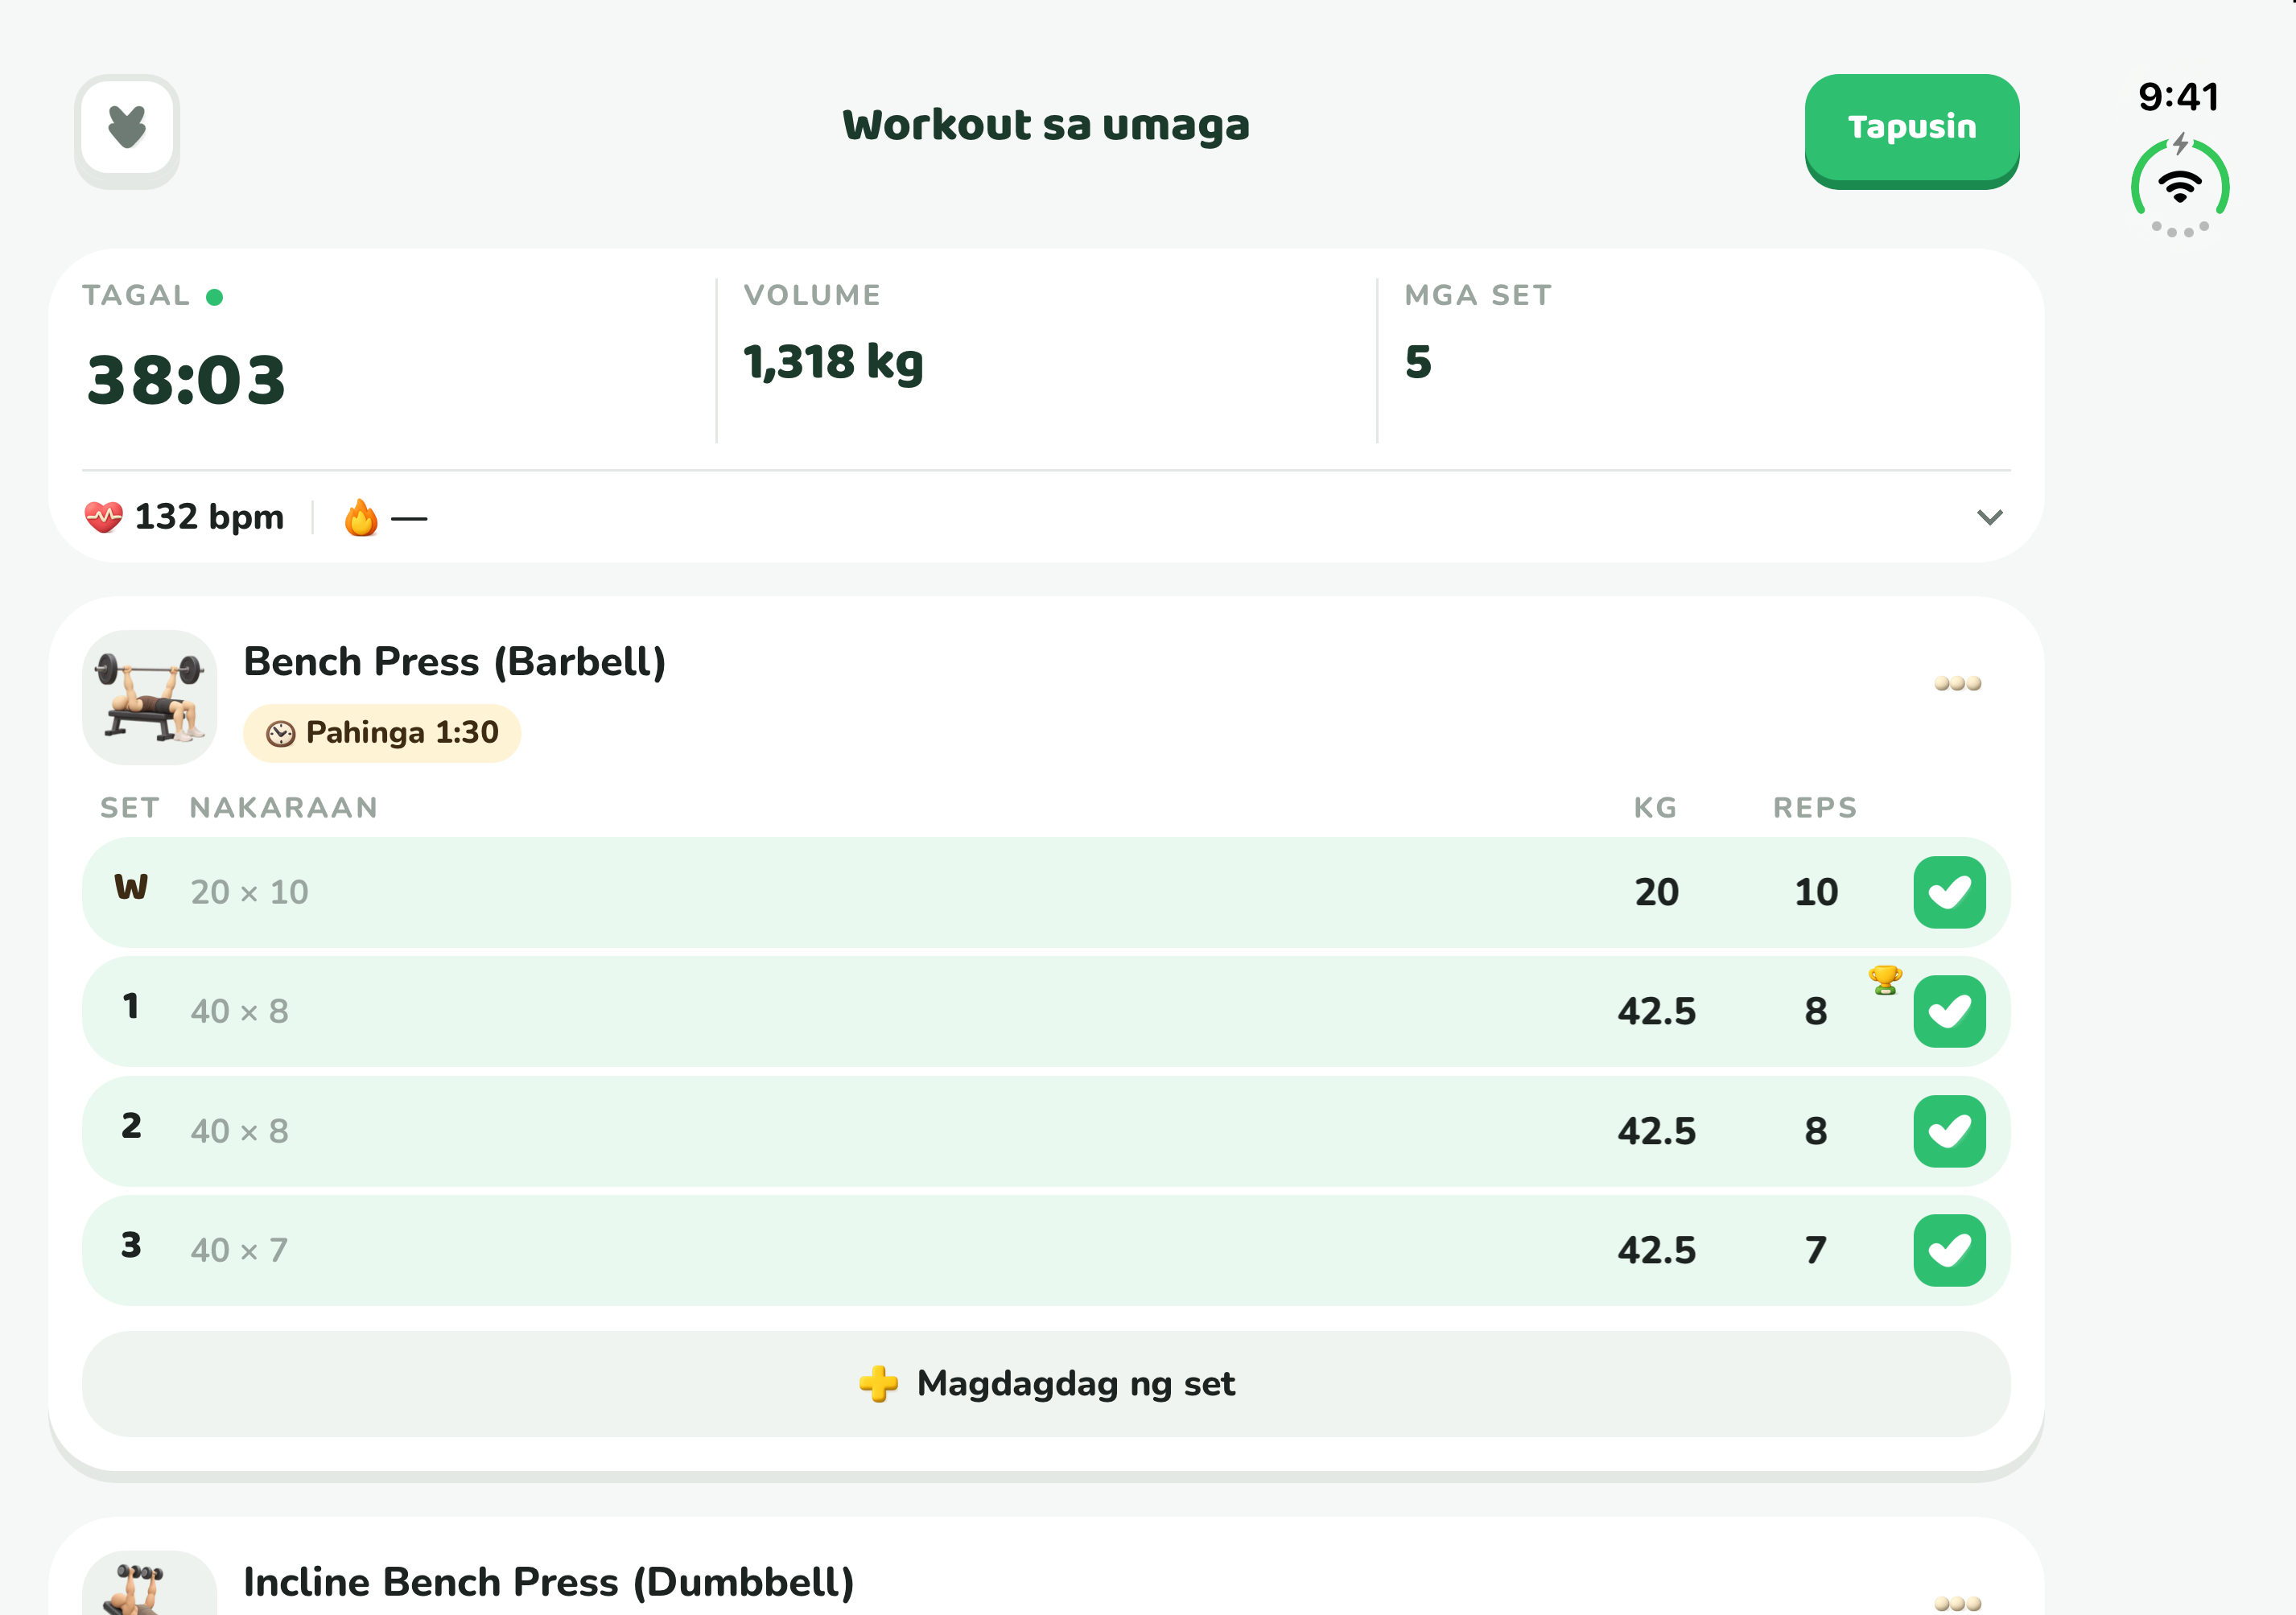 Workout sa umaga
Tapusin
9:41
TAGAL
VOLUME
MGA SET
38:03
1,318 kg
5
132 bpm
—
Bench Press (Barbell)
Pahinga 1:30
SET NAKARAAN KG REPS
W 20 × 10 20 10
1 40 × 8 42.5 8
2 40 × 8 42.5 8
3 40 × 7 42.5 7
Magdagdag ng set
Incline Bench Press (Dumbbell)